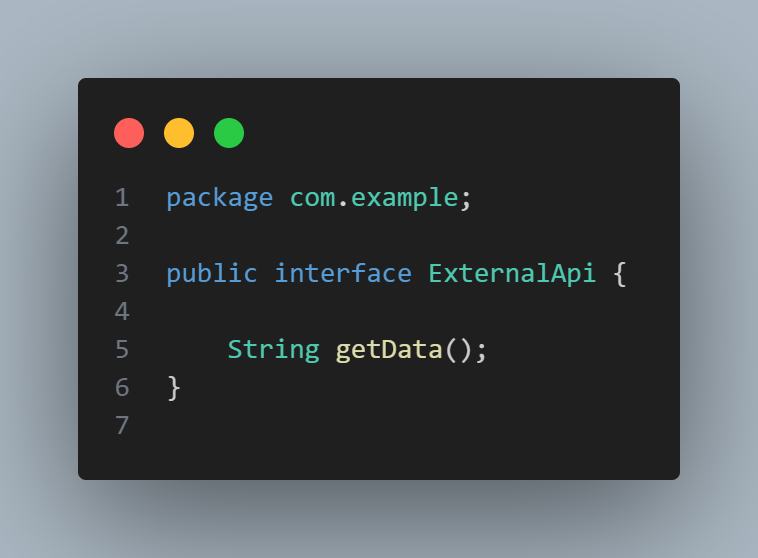 1 package com.example;
2
3 public interface ExternalApi {
4
5     String getData();
6 }
7